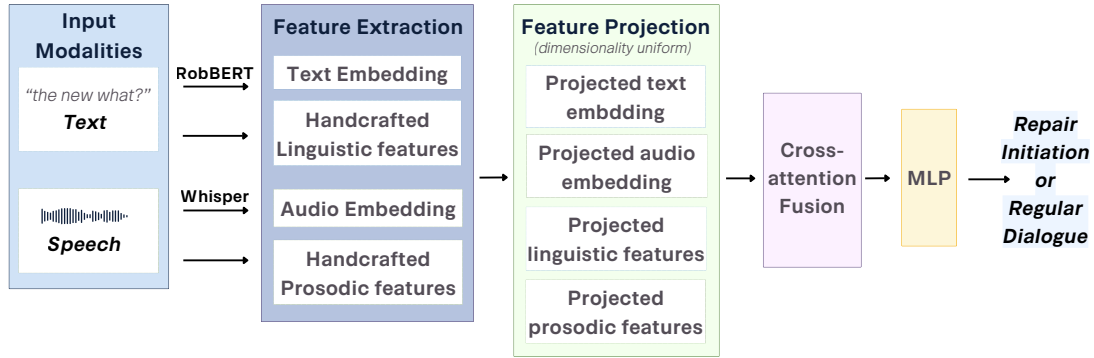 Input
Modalities
“the new what?”
Text
Speech
RobBERT
Whisper
Feature Extraction
Text Embedding
Handcrafted
Linguistic features
Audio Embedding
Handcrafted
Prosodic features
Feature Projection
(dimensionality uniform)
Projected text
embdding
Projected audio
embedding
Projected
linguistic features
Projected
prosodic features
Cross-
attention
Fusion
MLP
Repair
Initiation
or
Regular
Dialogue